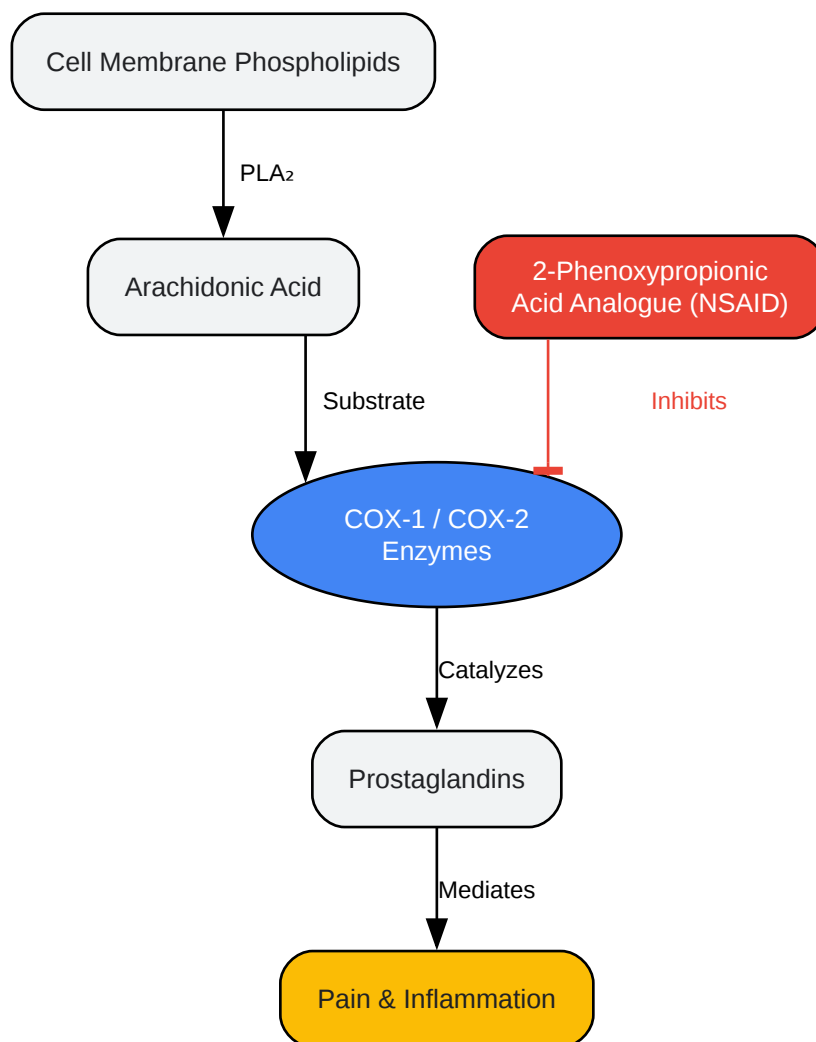 Cell Membrane Phospholipids
PLA₂
Arachidonic Acid
2-Phenoxypropionic
Acid Analogue (NSAID)
Substrate
Inhibits
COX-1 / COX-2
Enzymes
Catalyzes
Prostaglandins
Mediates
Pain & Inflammation